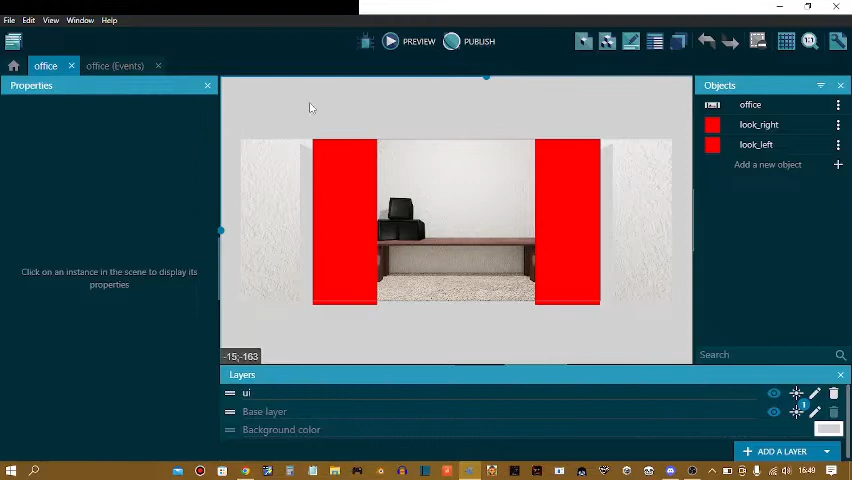 File Edit View Window Help
PREVIEW PUBLISH
office office (Events)
Properties
Objects
office
look_right
look_left
Add a new object
Click on an instance in the scene to display its
properties
-15;-163
Search
Layers
ui
1
Base layer
Background color
ADD A LAYER
16:49